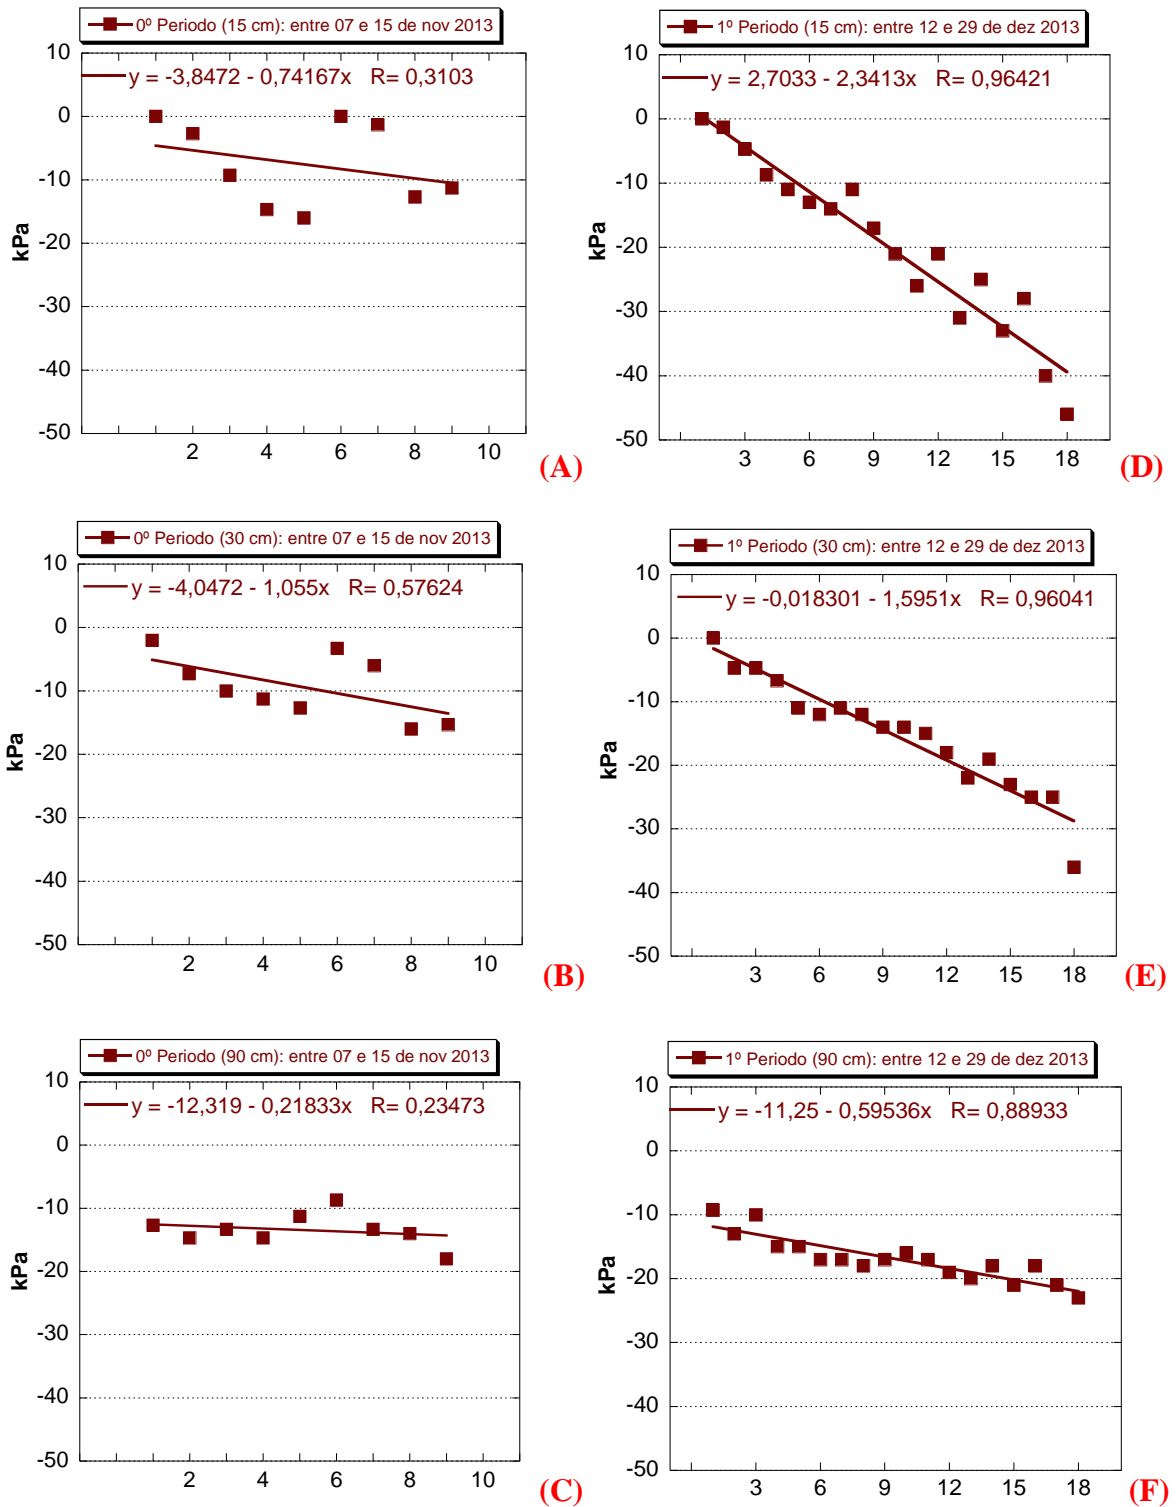 0º Periodo (15 cm): entre 07 e 15 de nov 2013
y = -3,8472 - 0,74167x R= 0,3103
10
0
-10
-20
-30
-40
-50
kPa
2 4 6 8 10
(A)
1º Periodo (15 cm): entre 12 e 29 de dez 2013
y = 2,7033 - 2,3413x R= 0,96421
10
0
-10
-20
-30
-40
-50
kPa
3 6 9 12 15 18
(D)
0º Periodo (30 cm): entre 07 e 15 de nov 2013
y = -4,0472 - 1,055x R= 0,57624
10
0
-10
-20
-30
-40
-50
kPa
2 4 6 8 10
(B)
1º Periodo (30 cm): entre 12 e 29 de dez 2013
y = -0,018301 - 1,5951x R= 0,96041
10
0
-10
-20
-30
-40
-50
kPa
3 6 9 12 15 18
(E)
0º Periodo (90 cm): entre 07 e 15 de nov 2013
y = -12,319 - 0,21833x R= 0,23473
10
0
-10
-20
-30
-40
-50
kPa
2 4 6 8 10
(C)
1º Periodo (90 cm): entre 12 e 29 de dez 2013
y = -11,25 - 0,59536x R= 0,88933
10
0
-10
-20
-30
-40
-50
kPa
3 6 9 12 15 18
(F)